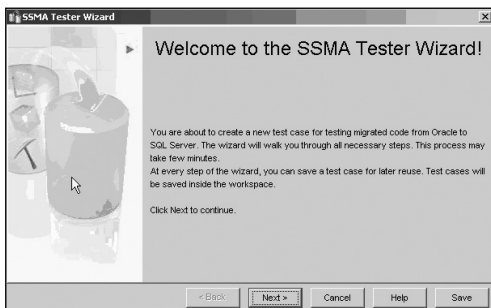 SSMA Tester Wizard
Welcome to the SSMA Tester Wizard!
You are about to create a new test case for testing migrated code from Oracle to
SQL Server. The wizard will walk you through all necessary steps. This process may
take few minutes.
At every step of the wizard, you can save a test case for later reuse. Test cases will
be saved inside the workspace.
Click Next to continue.
« Back
Next »
Cancel
Help
Save